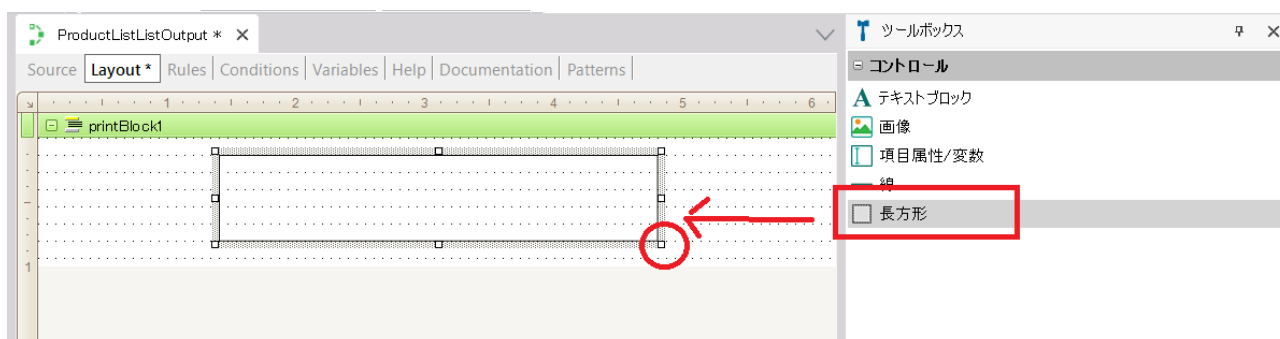 ProductListListOutput *
Source Layout * Rules Conditions Variables Help Documentation Patterns
1 2 3 4 5 6
printBlock1
1
ツールボックス
コントロール
テキストブロック
画像
項目属性/変数
線
長方形